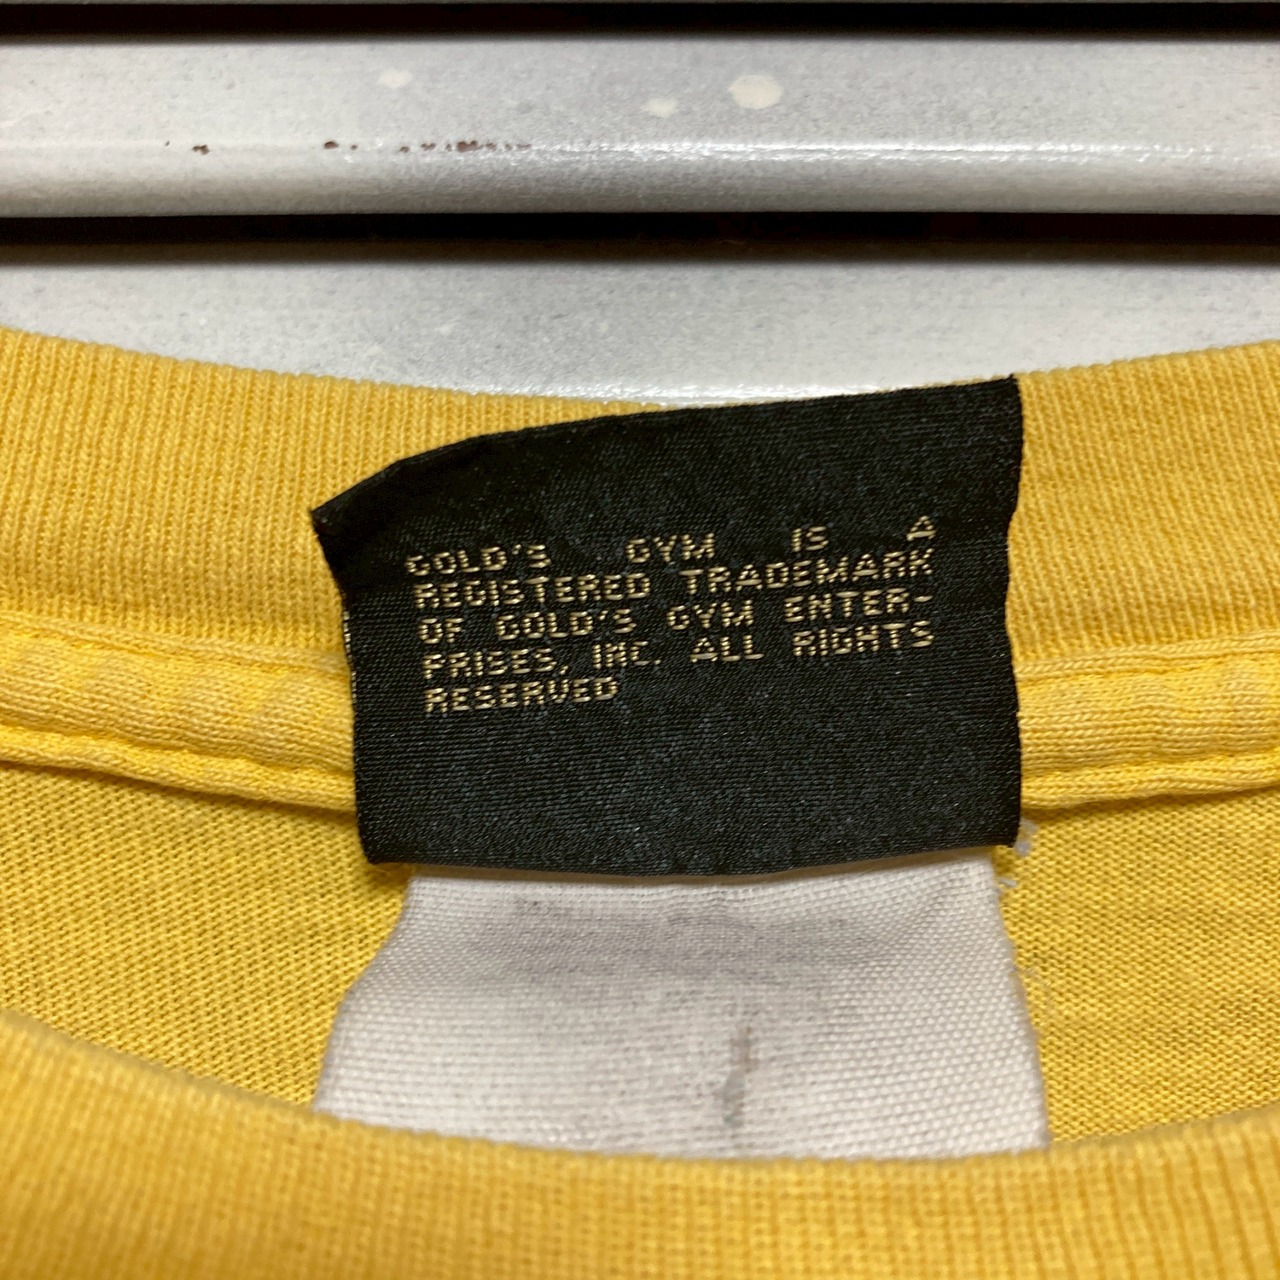 GOLD'S GYM IS A
REGISTERED TRADEMARK
OF GOLD'S GYM ENTER-
PRISES, INC. ALL RIGHTS
RESERVED